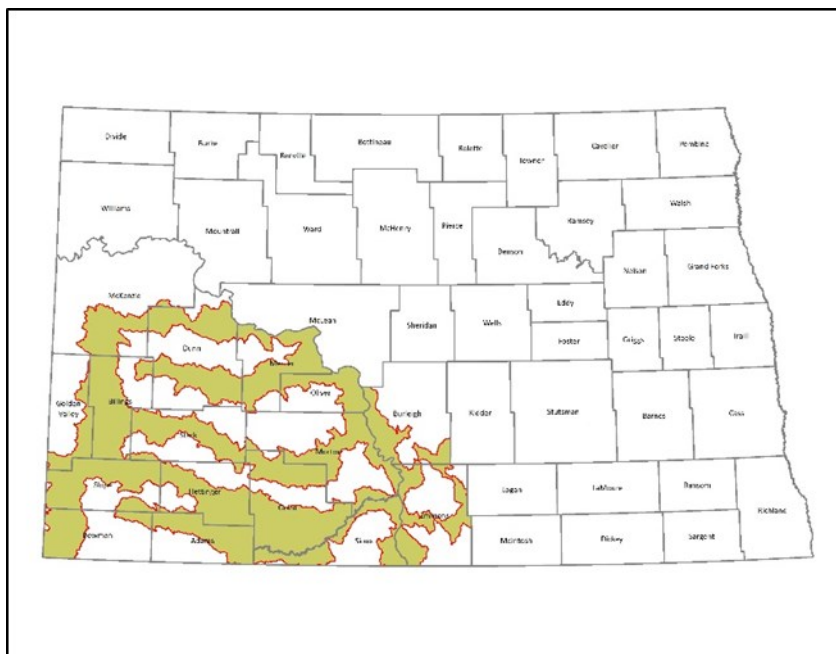 Divide
Burke
Renville
Bottineau
Rolette
Towner
Cavalier
Pembina
Williams
Mountrail
Ward
McHenry
Pierce
Benson
Ramsey
Walsh
Nelson
Grand Forks
McKenzie
McLean
Sheridan
Wells
Eddy
Foster
Griggs
Steele
Traill
Dunn
Mercer
Oliver
Golden
Valley
Billings
Burleigh
Kidder
Stutsman
Barnes
Cass
Stark
Morton
Slope
Hettinger
Grant
Emmons
Logan
LaMoure
Ransom
Richland
Bowman
Adams
Sioux
McIntosh
Dickey
Sargent